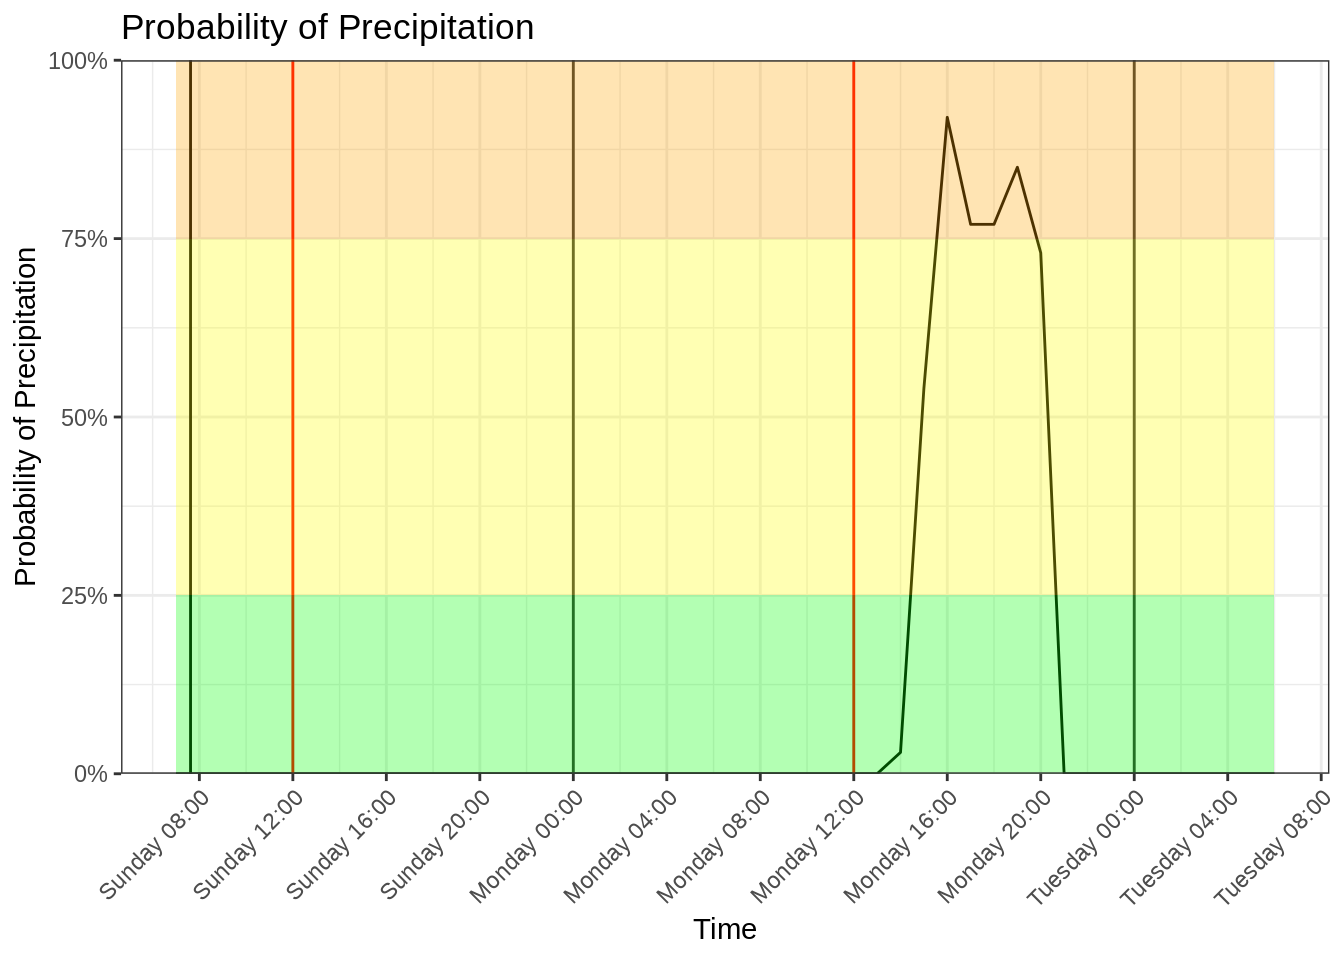 Probability of Precipitation
Probability of Precipitation
100%
75%
50%
25%
0%
Sunday 08:00
Sunday 12:00
Sunday 16:00
Sunday 20:00
Monday 00:00
Monday 04:00
Monday 08:00
Monday 12:00
Monday 16:00
Monday 20:00
Tuesday 00:00
Tuesday 04:00
Tuesday 08:00
Time